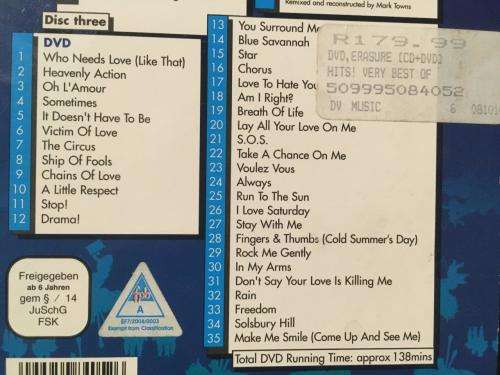 Remixed and reconstructed by Mark Towns
Disc three
DVD
1 Who Needs Love (Like That)
2 Heavenly Action
3 Oh L'Amour
4 Sometimes
5 It Doesn't Have To Be
6 Victim Of Love
7 The Circus
8 Ship Of Fools
9 Chains Of Love
10 A Little Respect
11 Stop!
12 Drama!
13 You Surround
14 Blue Savannah
15 Star
16 Chorus
17 Love To Hate You
18 Am I Right?
19 Breath Of Life
20 Lay All Your Love On Me
21 S.O.S.
22 Take A Chance On Me
23 Voulez Vous
24 Always
25 Run To The Sun
26 I Love Saturday
27 Stay With Me
28 Fingers & Thumbs (Cold Summer's Day)
29 Rock Me Gently
30 In My Arms
31 Don't Say Your Love Is Killing Me
32 Rain
33 Freedom
34 Solsbury Hill
35 Make Me Smile (Come Up And See Me)
Total DVD Running Time: approx 138mins
R179.99
DVD,ERASURE [CD+DVD]
HITS! VERY BEST OF
509995084052
DV MUSIC 6 08101
Freigegeben
ab 6 Jahren
gem § / 14
JuSchG
FSK
A
Exempt from Classification